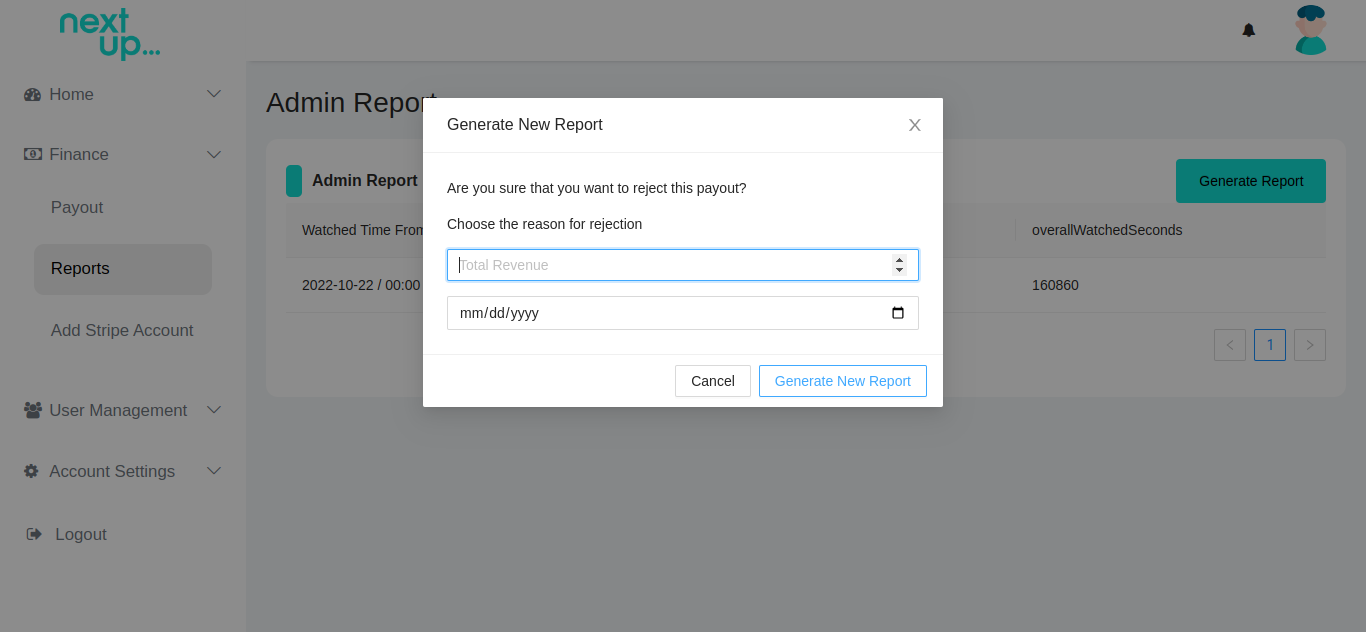 next
up...
Home
Finance
Payout
Reports
Add Stripe Account
User Management
Account Settings
Logout
Admin Report
Admin Report
Generate Report
Watched Time From
overallWatchedSeconds
2022-10-22 / 00:00
160860
< 1 >
Generate New Report
Are you sure that you want to reject this payout?
Choose the reason for rejection
Total Revenue
mm/dd/yyyy
Cancel Generate New Report